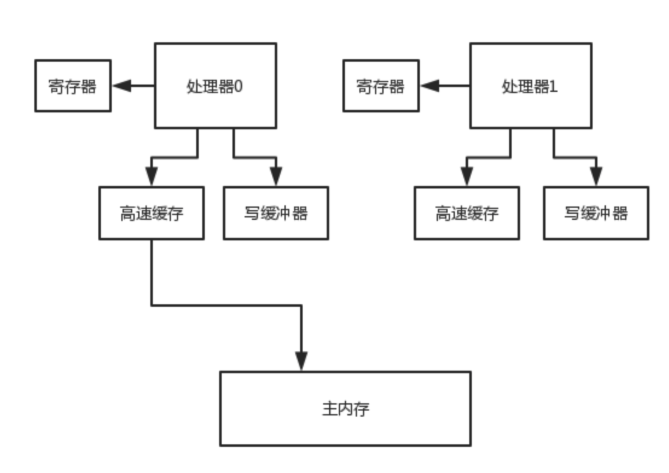 寄存器
处理器0
寄存器
处理器1
高速缓存
写缓冲器
高速缓存
写缓冲器
主内存